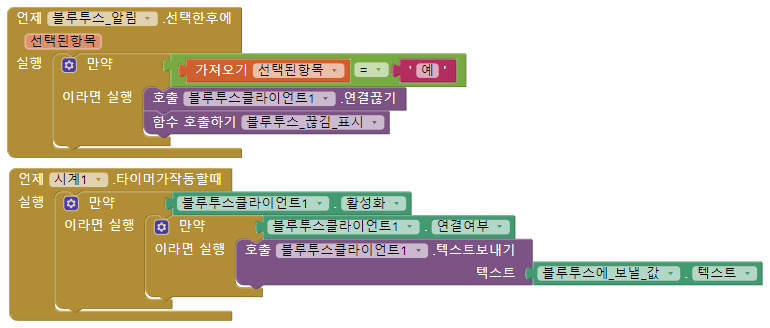 언제 블루투스_알림 .선택한후에
선택된항목
실행 만약 가져오기 선택된항목 = ' 예 '
이라면 실행 호출 블루투스클라이언트1 .연결끊기
함수 호출하기 블루투스_끊김_표시
언제 시계1 .타이머가작동할때
실행 만약 블루투스클라이언트1 . 활성화
이라면 실행 만약 블루투스클라이언트1 . 연결여부
이라면 실행 호출 블루투스클라이언트1 .텍스트보내기
텍스트 블루투스에_보낼_값 . 텍스트